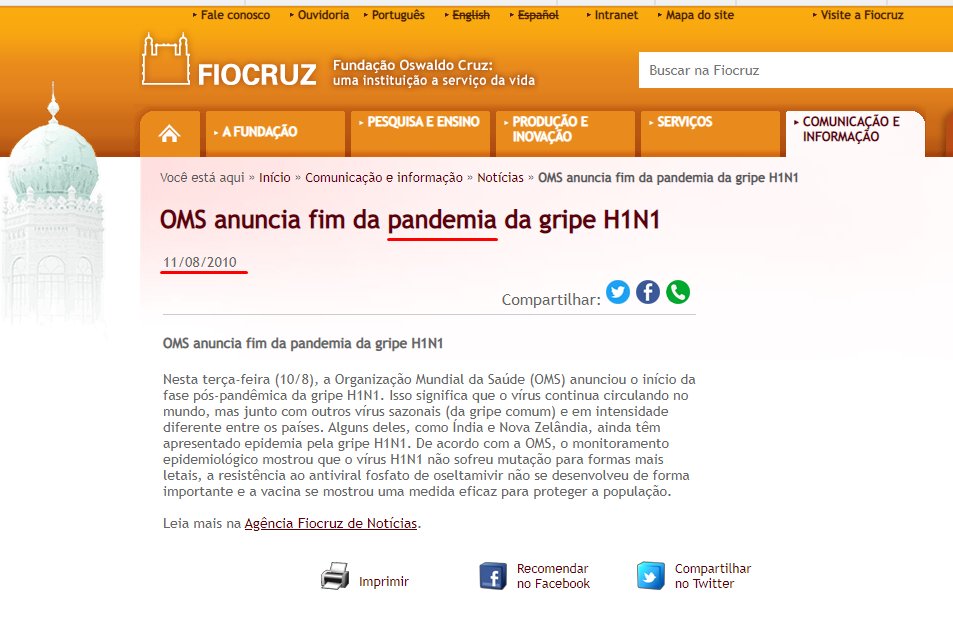 Fale conosco Ouvidoria Português English Español Intranet Mapa do site Visite a Fiocruz
FIOCRUZ
Fundação Oswaldo Cruz:
uma instituição a serviço da vida
Buscar na Fiocruz
A FUNDAÇÃO
PESQUISA E ENSINO
PRODUÇÃO E
INOVAÇÃO
SERVIÇOS
COMUNICAÇÃO E
INFORMAÇÃO
Você está aqui » Início » Comunicação e informação » Notícias » OMS anuncia fim da pandemia da gripe H1N1
OMS anuncia fim da pandemia da gripe H1N1
11/08/2010
Compartilhar:
OMS anuncia fim da pandemia da gripe H1N1
Nesta terça-feira (10/8), a Organização Mundial da Saúde (OMS) anunciou o início da
fase pós-pandêmica da gripe H1N1. Isso significa que o vírus continua circulando no
mundo, mas junto com outros vírus sazonais (da gripe comum) e em intensidade
diferente entre os países. Alguns deles, como Índia e Nova Zelândia, ainda têm
apresentado epidemia pela gripe H1N1. De acordo com a OMS, o monitoramento
epidemiológico mostrou que o vírus H1N1 não sofreu mutação para formas mais
letais, a resistência ao antiviral fosfato de oseltamivir não se desenvolveu de forma
importante e a vacina se mostrou uma medida eficaz para proteger a população.
Leia mais na Agência Fiocruz de Notícias.
Imprimir
Recomendar
no Facebook
Compartilhar
no Twitter